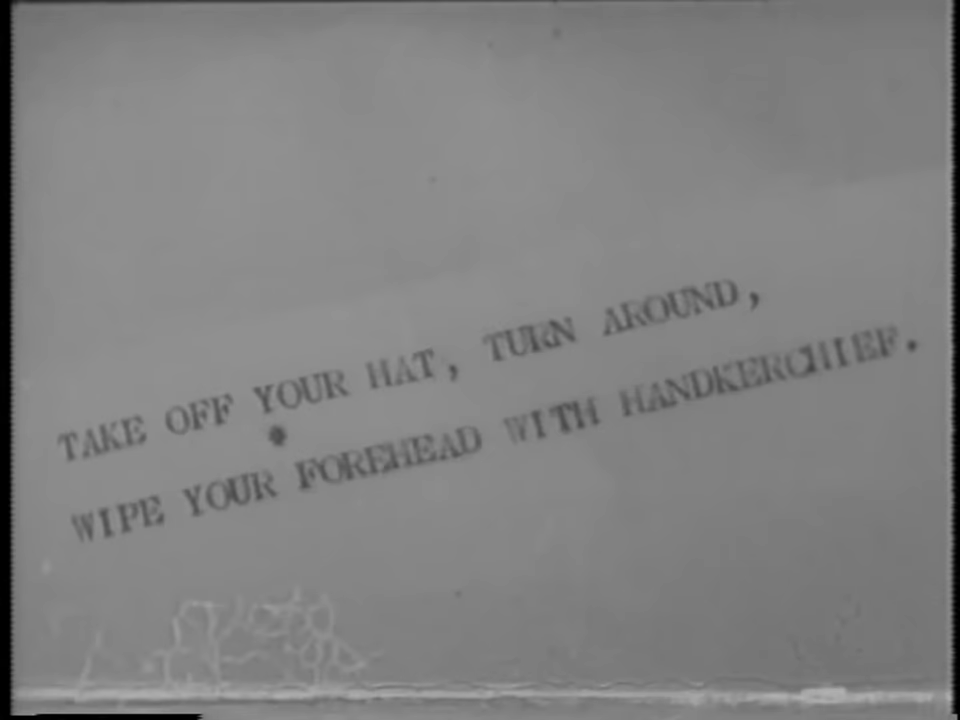 TAKE OFF YOUR HAT, TURN AROUND,
WIPE YOUR FOREHEAD WITH HANDKERCHIEF.